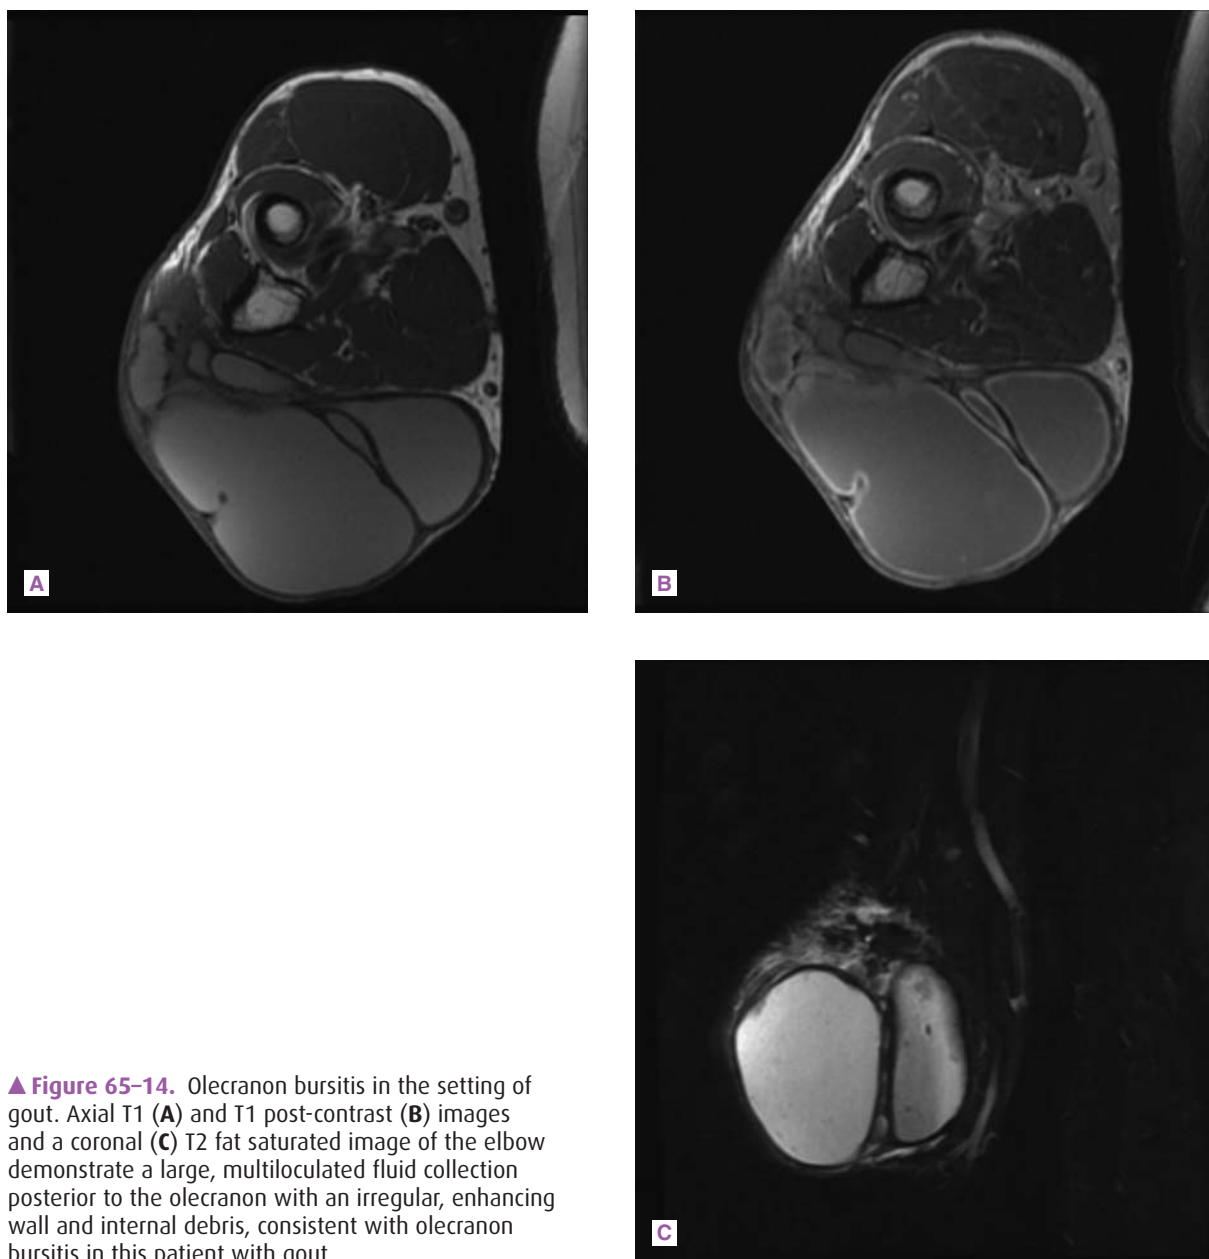 A
B
C
▲ Figure 65–14. Olecranon bursitis in the setting of
gout. Axial T1 (A) and T1 post-contrast (B) images
and a coronal (C) T2 fat saturated image of the elbow
demonstrate a large, multiloculated fluid collection
posterior to the olecranon with an irregular, enhancing
wall and internal debris, consistent with olecranon
bursitis in this patient with gout